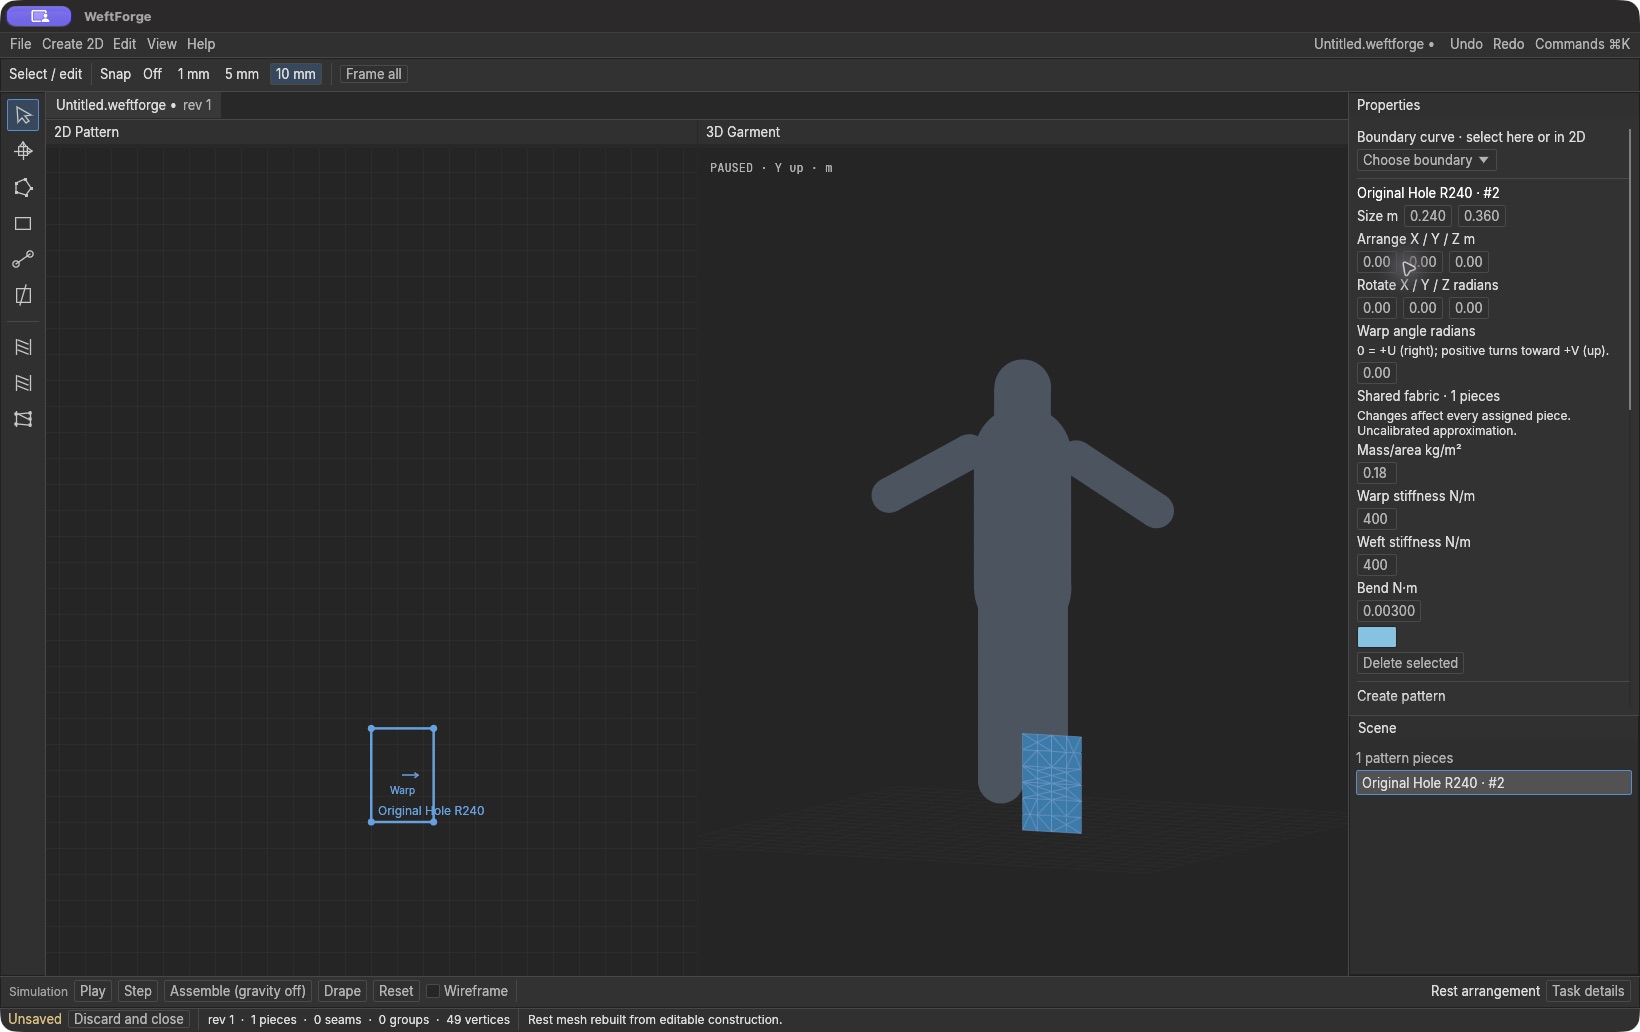 WeftForge
File Create 2D Edit View Help
Untitled.weftforge • Undo Redo Commands ⌘K
Select / edit Snap Off 1 mm 5 mm 10 mm Frame all
Untitled.weftforge • rev 1
2D Pattern
Warp
Original Hole R240
3D Garment
PAUSED · Y up · m
Properties
Boundary curve · select here or in 2D
Choose boundary
Original Hole R240 · #2
Size m 0.240 0.360
Arrange X / Y / Z m
0.00 0.00 0.00
Rotate X / Y / Z radians
0.00 0.00 0.00
Warp angle radians
0 = +U (right); positive turns toward +V (up).
0.00
Shared fabric · 1 pieces
Changes affect every assigned piece.
Uncalibrated approximation.
Mass/area kg/m²
0.18
Warp stiffness N/m
400
Weft stiffness N/m
400
Bend N·m
0.00300
Delete selected
Create pattern
Scene
1 pattern pieces
Original Hole R240 · #2
Simulation Play Step Assemble (gravity off) Drape Reset Wireframe
Rest arrangement Task details
Unsaved Discard and close rev 1 · 1 pieces · 0 seams · 0 groups · 49 vertices Rest mesh rebuilt from editable construction.